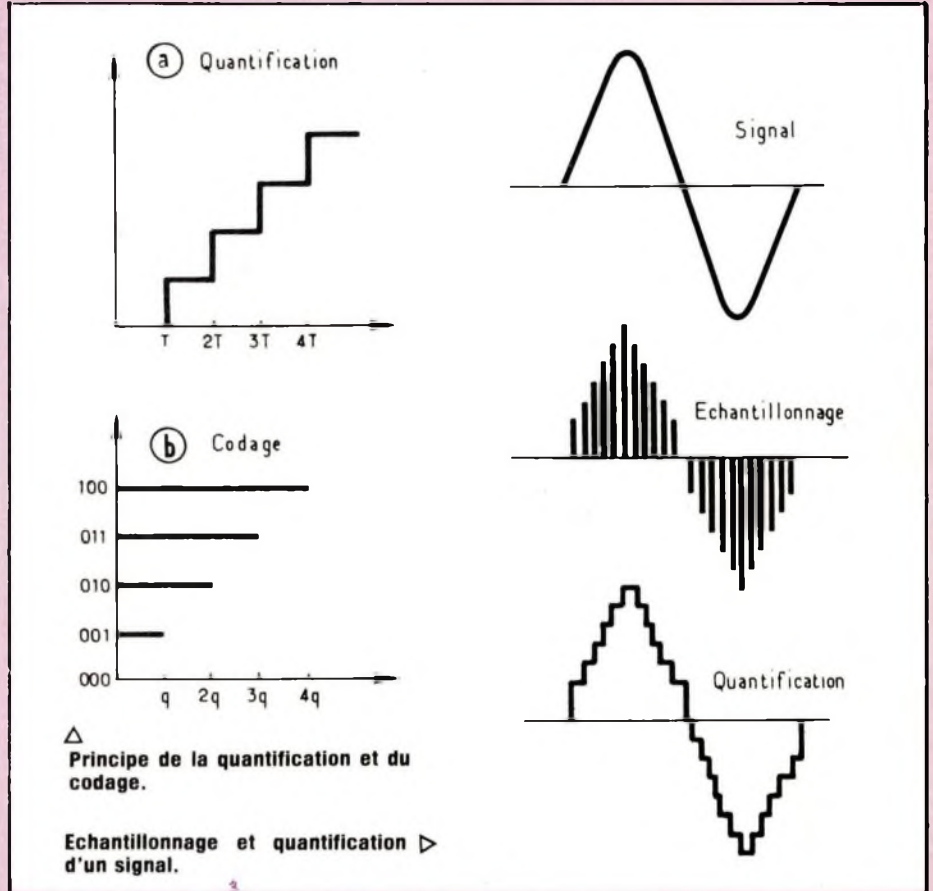 a Quantification
T 2T 3T 4T
b Codage
100
011
010
001
000
q 2q 3q 4q
△
Principe de la quantification et du
codage.
Echantillonnage et quantification ▷
d'un signal.
Signal
Echantillonnage
Quantification